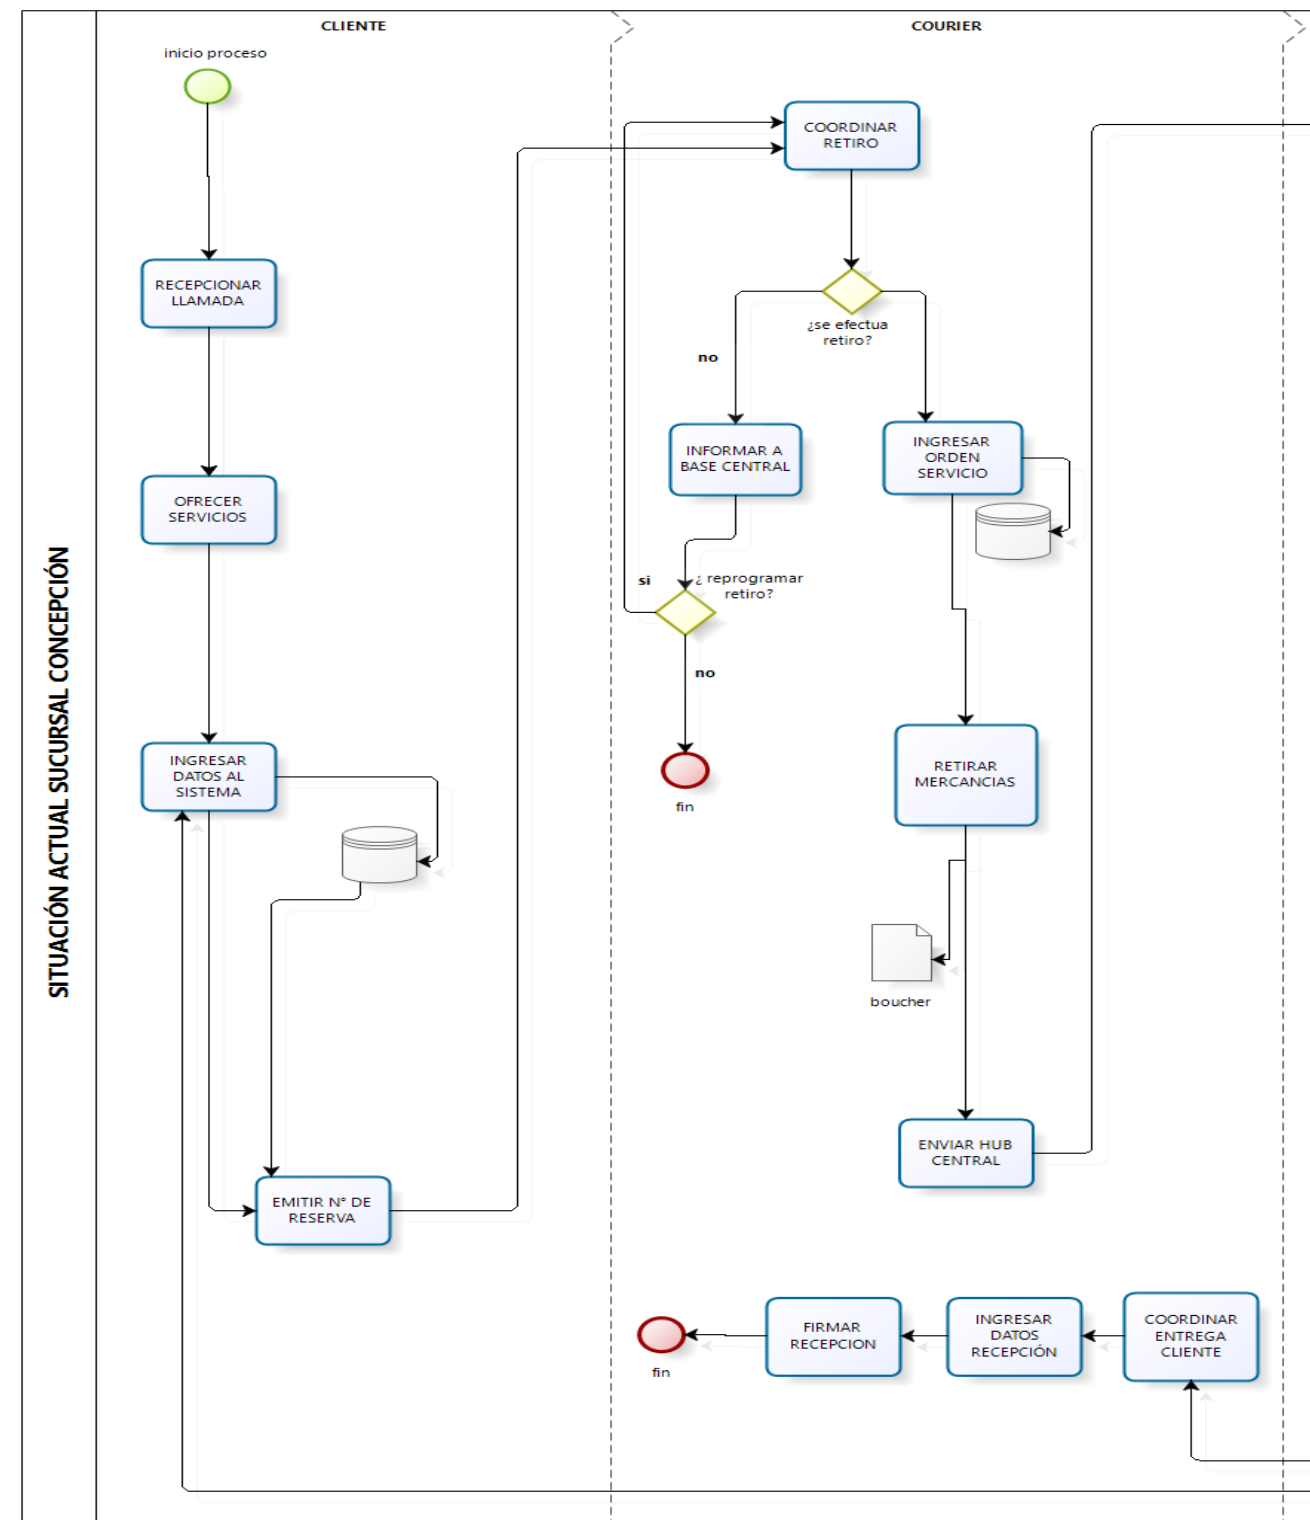 SITUACIÓN ACTUAL SUCURSAL CONCEPCIÓN
CLIENTE
inicio proceso
RECEPCIONAR
LLAMADA
OFRECER
SERVICIOS
INGRESAR
DATOS AL
SISTEMA
EMITIR N° DE
RESERVA
COURIER
COORDINAR
RETIRO
¿se efectua
retiro?
no
INFORMAR A
BASE CENTRAL
INGRESAR
ORDEN
SERVICIO
si
¿ reprogramar
retiro?
no
fin
RETIRAR
MERCANCIAS
boucher
ENVIAR HUB
CENTRAL
COORDINAR
ENTREGA
CLIENTE
INGRESAR
DATOS
RECEPCIÓN
FIRMAR
RECEPCION
fin